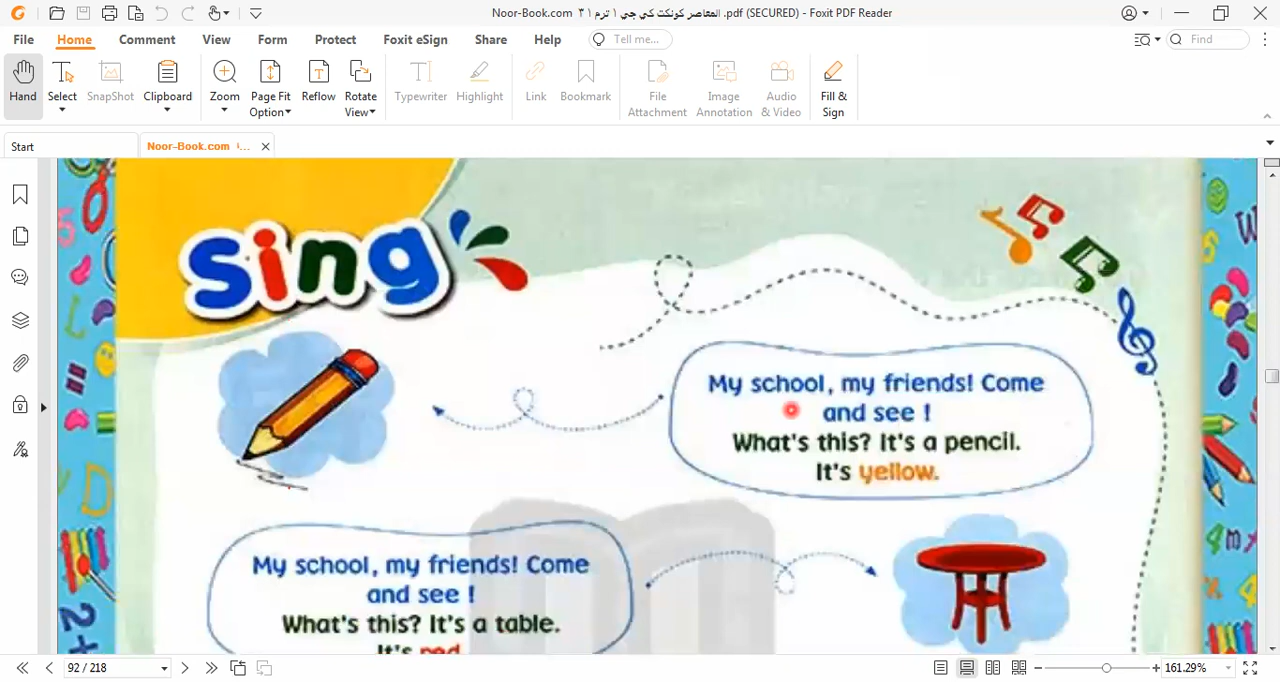 Noor-Book.com المعاصر كونكت كي جي ١ ترم ١ ٣ .pdf (SECURED) - Foxit PDF Reader
File Home Comment View Form Protect Foxit eSign Share Help Tell me... Find
Hand Select SnapShot Clipboard Zoom Page Fit Option Reflow Rotate View Typewriter Highlight Link Bookmark File Attachment Image Annotation Audio & Video Fill & Sign
Start Noor-Book.com
Sing
My school, my friends! Come
and see !
What's this? It's a pencil.
It's yellow.
My school, my friends! Come
and see !
What's this? It's a table.
It's red
92 / 218 161.29%